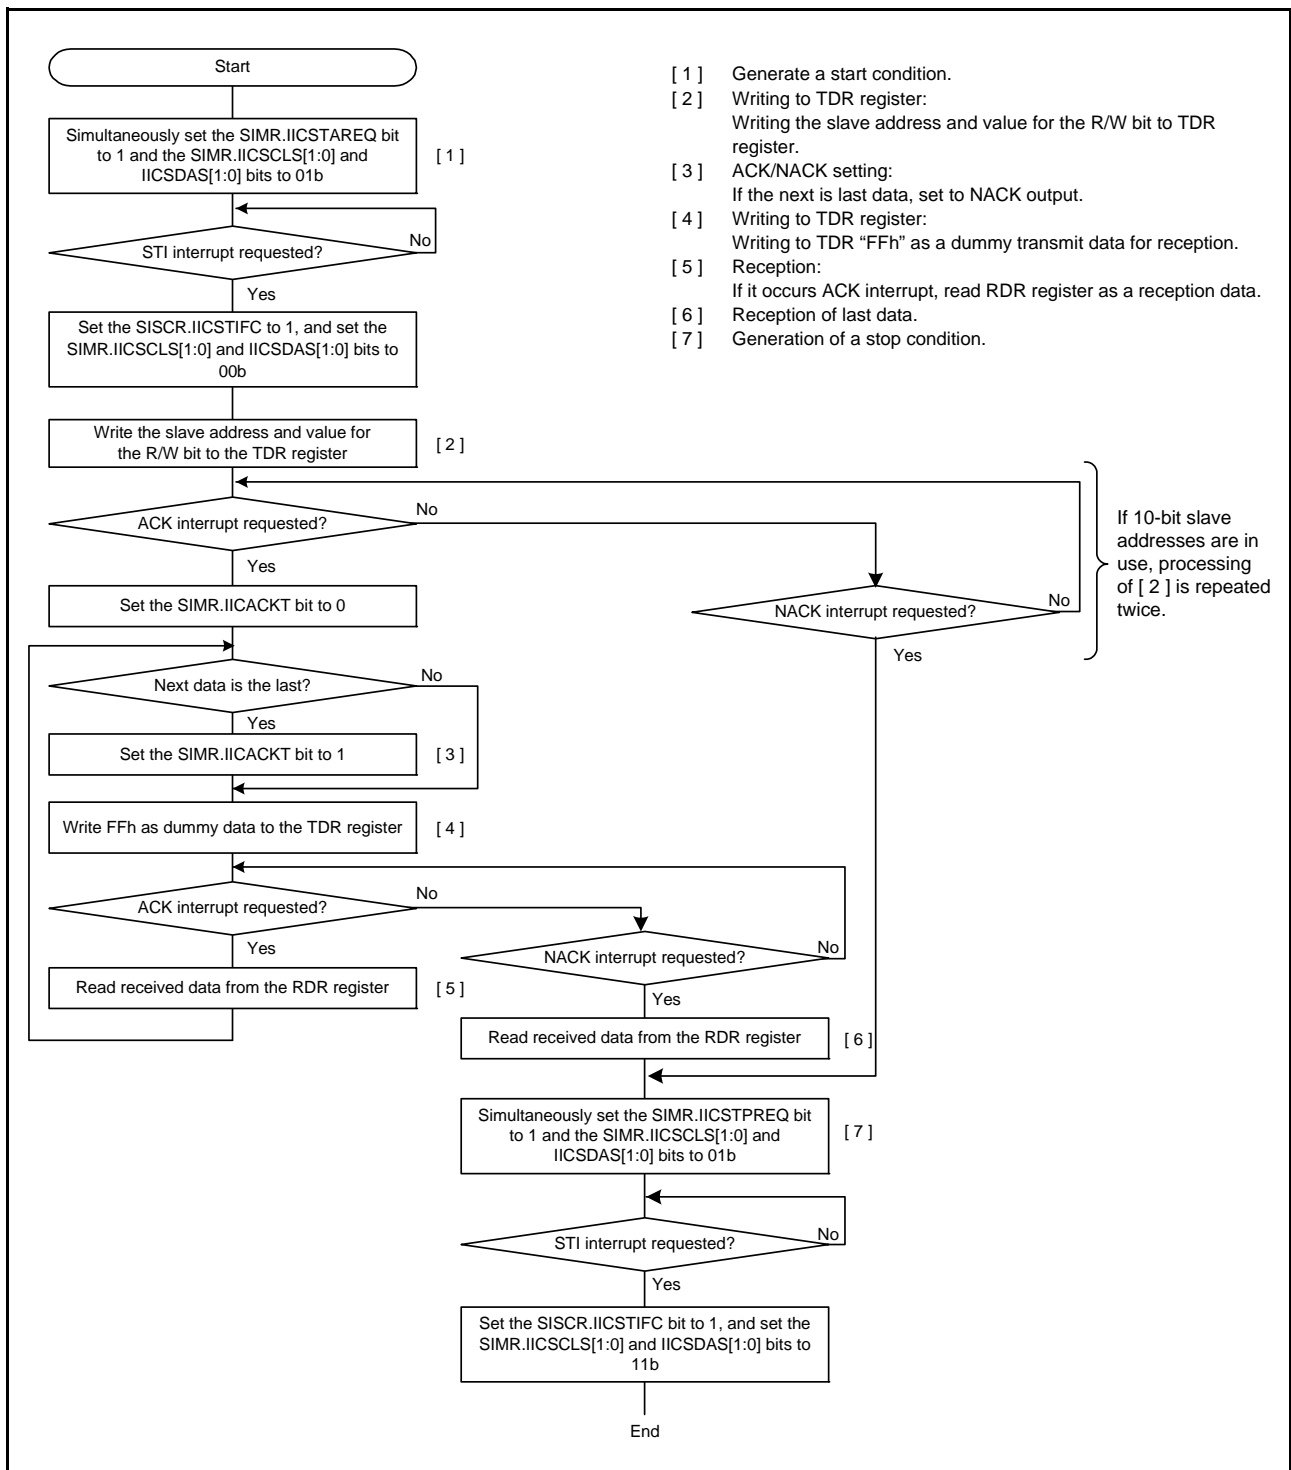 Start
[ 1 ] Generate a start condition.
[ 2 ] Writing to TDR register:
Writing the slave address and value for the R/W bit to TDR
register.
[ 3 ] ACK/NACK setting:
If the next is last data, set to NACK output.
[ 4 ] Writing to TDR register:
Writing to TDR “FFh” as a dummy transmit data for reception.
[ 5 ] Reception:
If it occurs ACK interrupt, read RDR register as a reception data.
[ 6 ] Reception of last data.
[ 7 ] Generation of a stop condition.
Simultaneously set the SIMR.IICSTAREQ bit
to 1 and the SIMR.IICSCLS[1:0] and
IICSDAS[1:0] bits to 01b
[ 1 ]
STI interrupt requested?
No
Yes
Set the SISCR.IICSTIFC to 1, and set the
SIMR.IICSCLS[1:0] and IICSDAS[1:0] bits to
00b
Write the slave address and value for
the R/W bit to the TDR register
[ 2 ]
ACK interrupt requested?
No
Yes
If 10-bit slave
addresses are in
use, processing
of [ 2 ] is repeated
twice.
Set the SIMR.IICACKT bit to 0
NACK interrupt requested?
No
Yes
Next data is the last?
No
Yes
Set the SIMR.IICACKT bit to 1
[ 3 ]
Write FFh as dummy data to the TDR register
[ 4 ]
ACK interrupt requested?
No
Yes
NACK interrupt requested?
No
Yes
Read received data from the RDR register
[ 5 ]
Read received data from the RDR register
[ 6 ]
Simultaneously set the SIMR.IICSTPREQ bit
to 1 and the SIMR.IICSCLS[1:0] and
IICSDAS[1:0] bits to 01b
[ 7 ]
STI interrupt requested?
No
Yes
Set the SISCR.IICSTIFC bit to 1, and set the
SIMR.IICSCLS[1:0] and IICSDAS[1:0] bits to
11b
End